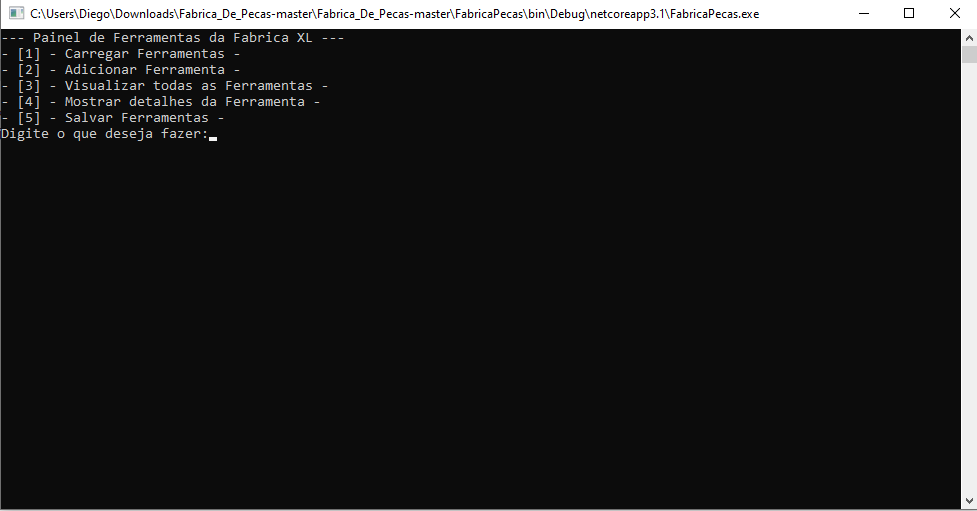 C:\Users\Diego\Downloads\Fabrica_De_Pecas-master\Fabrica_De_Pecas-master\FabricaPecas\bin\Debug\netcoreapp3.1\FabricaPecas.exe
--- Painel de Ferramentas da Fabrica XL ---
- [1] - Carregar Ferramentas -
- [2] - Adicionar Ferramenta -
- [3] - Visualizar todas as Ferramentas -
- [4] - Mostrar detalhes da Ferramenta -
- [5] - Salvar Ferramentas -
Digite o que deseja fazer: